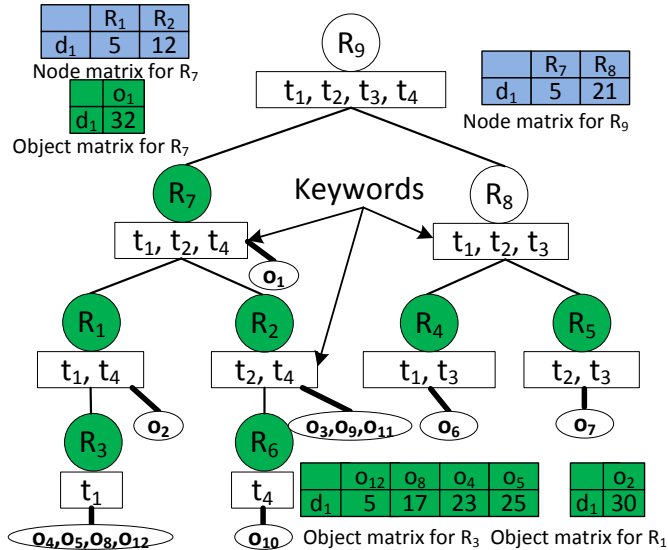 R₁ R₂
d₁ 5 12
Node matrix for R₇
o₁
d₁ 32
Object matrix for R₇
R₉
t₁, t₂, t₃, t₄
R₇ R₈
d₁ 5 21
Node matrix for R₉
R₇
Keywords
R₈
t₁, t₂, t₄
t₁, t₂, t₃
o₁
R₁
R₂
R₄
R₅
t₁, t₄
t₂, t₄
t₁, t₃
t₂, t₃
o₂
o₃,o₉,o₁₁
o₆
o₇
R₃
R₆
t₁
t₄
o₄,o₅,o₈,o₁₂
o₁₀
o₁₂ o₈ o₄ o₅
d₁ 5 17 23 25
Object matrix for R₃
o₂
d₁ 30
Object matrix for R₁